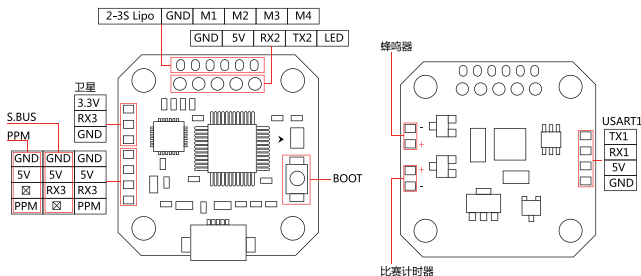 2-3S Lipo GND M1 M2 M3 M4
GND 5V RX2 TX2 LED
卫星
3.3V
RX3
GND
S.BUS
PPM
GND GND GND
5V 5V 5V
☒ RX3 RX3
PPM ☒ PPM
BOOT
蜂鸣器
-
+
+
-
比赛计时器
USART1
TX1
RX1
5V
GND